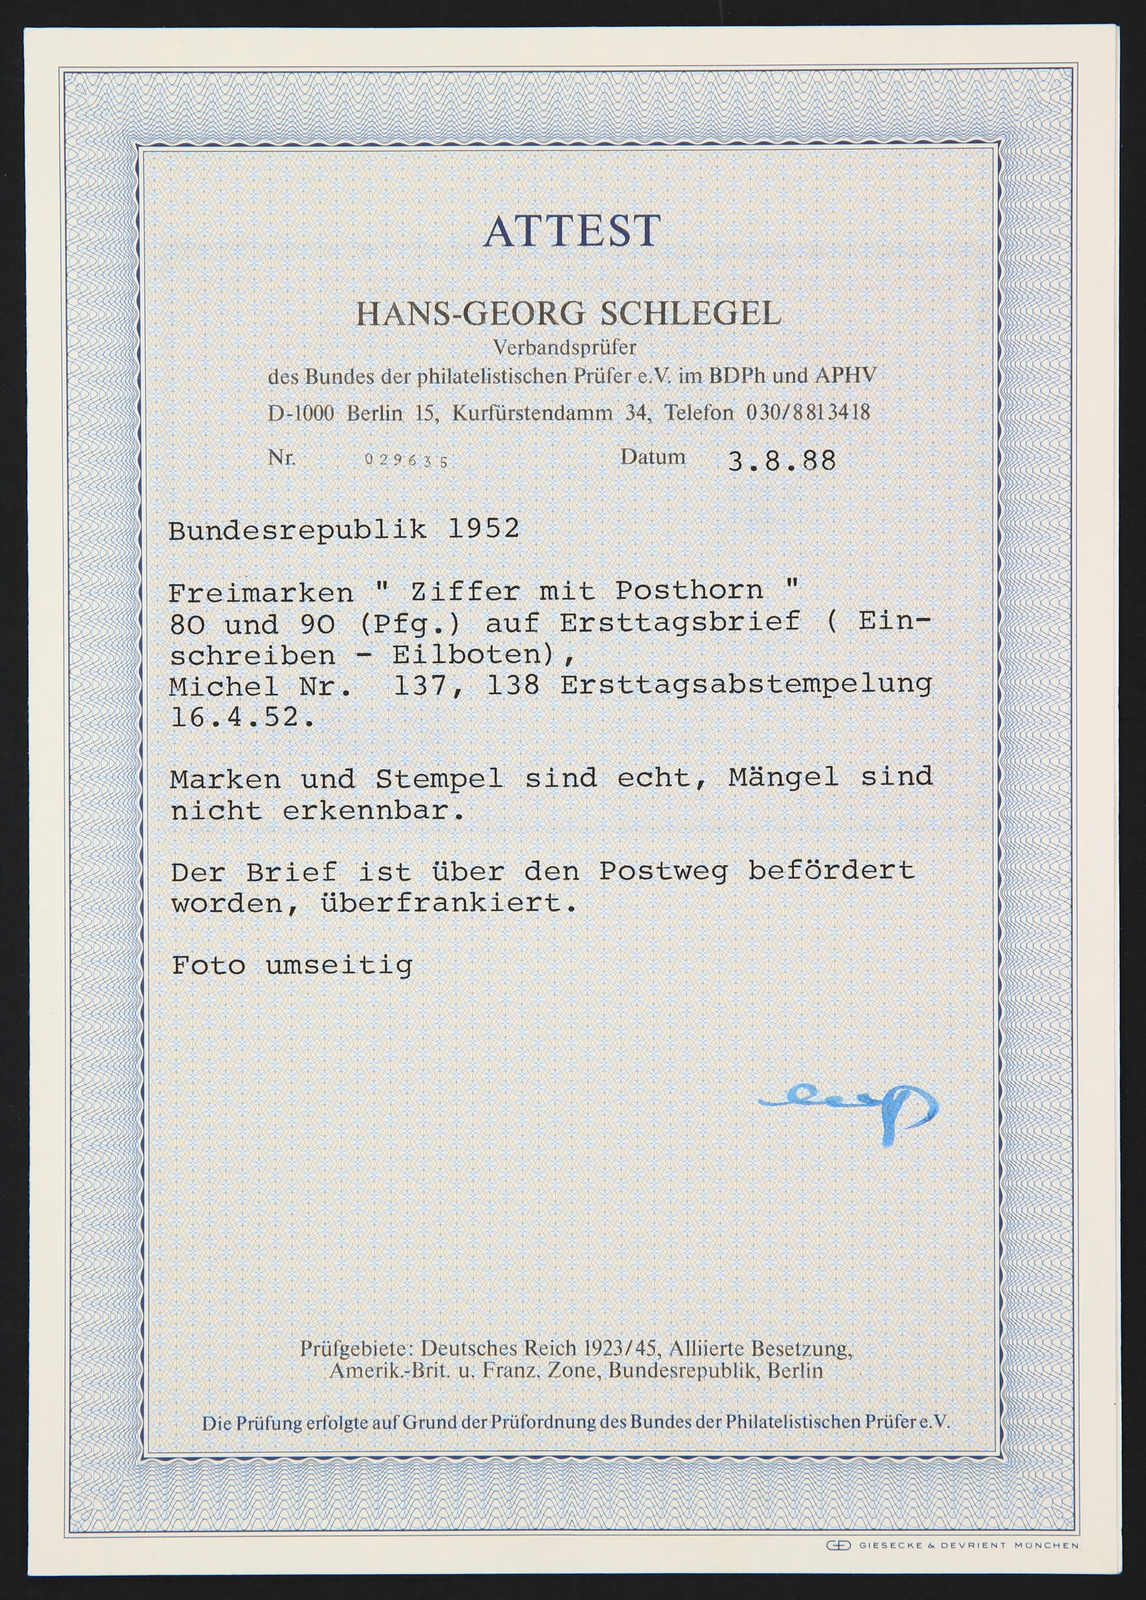 ATTEST
HANS-GEORG SCHLEGEL
Verbandsprüfer
des Bundes der philatelistischen Prüfer e.V. im BDPh und APHV
D-1000 Berlin 15, Kurfürstendamm 34, Telefon 030/8813418
Nr. 029635 Datum 3.8.88
Bundesrepublik 1952
Freimarken " Ziffer mit Posthorn "
80 und 90 (Pfg.) auf Ersttagsbrief ( Ein-
schreiben - Eilboten),
Michel Nr. 137, 138 Ersttagsabstempelung
16.4.52.
Marken und Stempel sind echt, Mängel sind
nicht erkennbar.
Der Brief ist über den Postweg befördert
worden, überfrankiert.
Foto umseitig
Prüfgebiete: Deutsches Reich 1923/45, Alliierte Besetzung,
Amerik.-Brit. u. Franz. Zone, Bundesrepublik, Berlin
Die Prüfung erfolgte auf Grund der Prüfordnung des Bundes der Philatelistischen Prüfer e.V.
GIESECKE & DEVRIENT MÜNCHEN